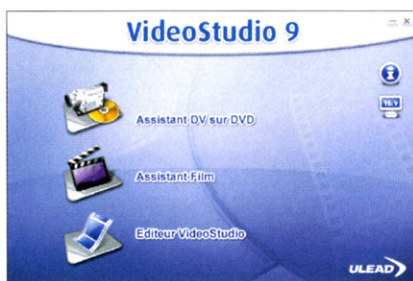 VideoStudio 9
16:9
Assistant DV sur DVD
Assistant Film
Editeur VideoStudio
ULEAD